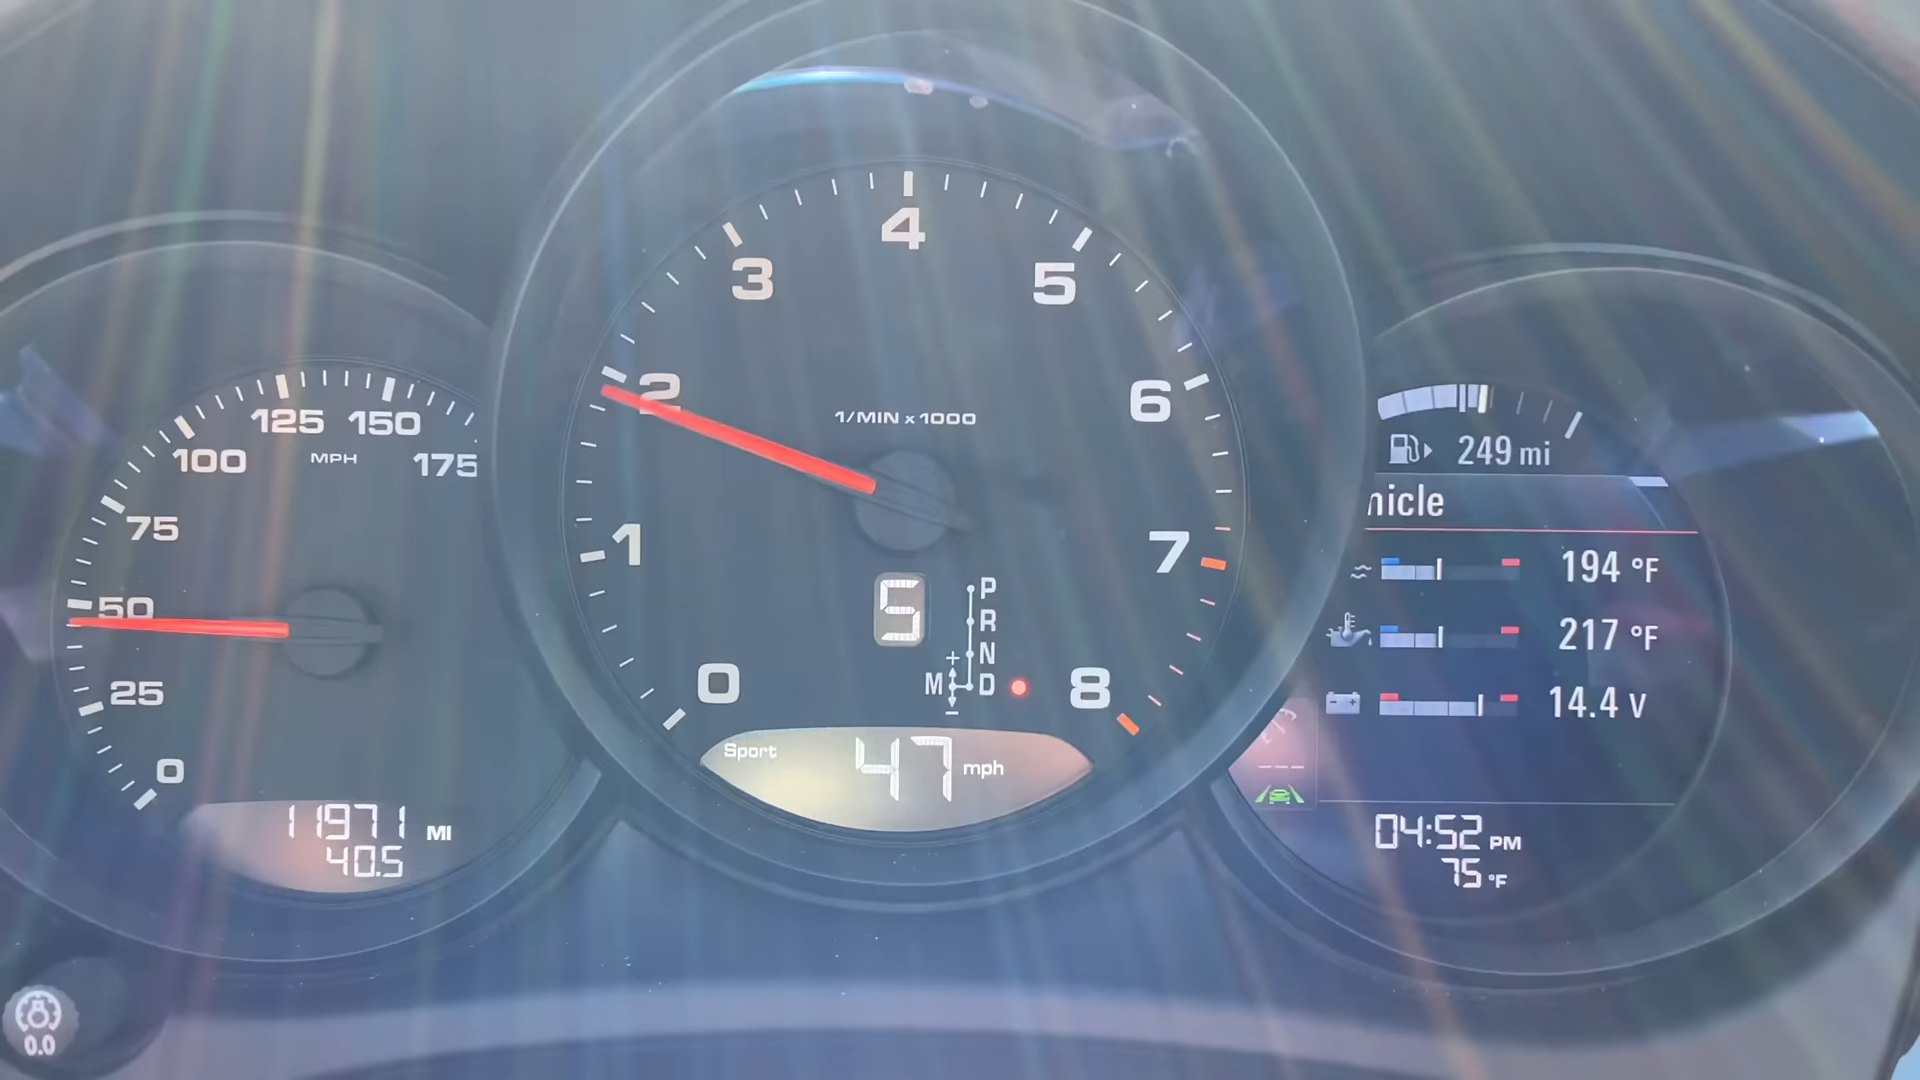 0
25
50
75
100
125
150
175
MPH
11971 MI
40.5
0.0
0
1
2
3
4
5
6
7
8
1/MIN x 1000
5
P
R
N
M D
+
−
Sport 47 mph
249 mi
nicle
194 °F
217 °F
14.4 V
---
04:52 PM
75 °F